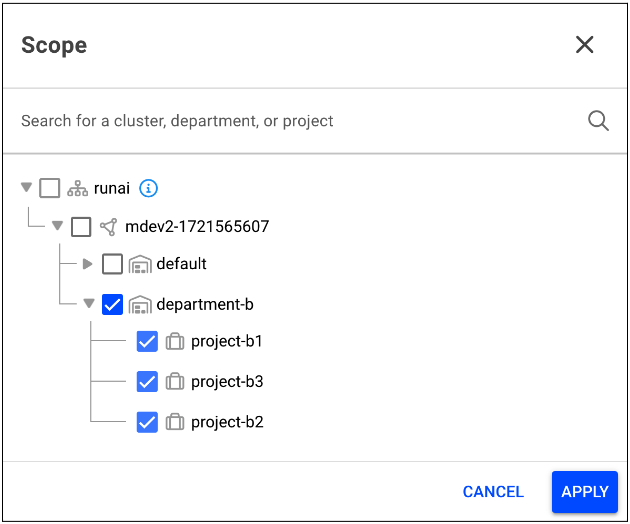 Scope
Search for a cluster, department, or project
runai
mdev2-1721565607
default
department-b
project-b1
project-b3
project-b2
CANCEL APPLY